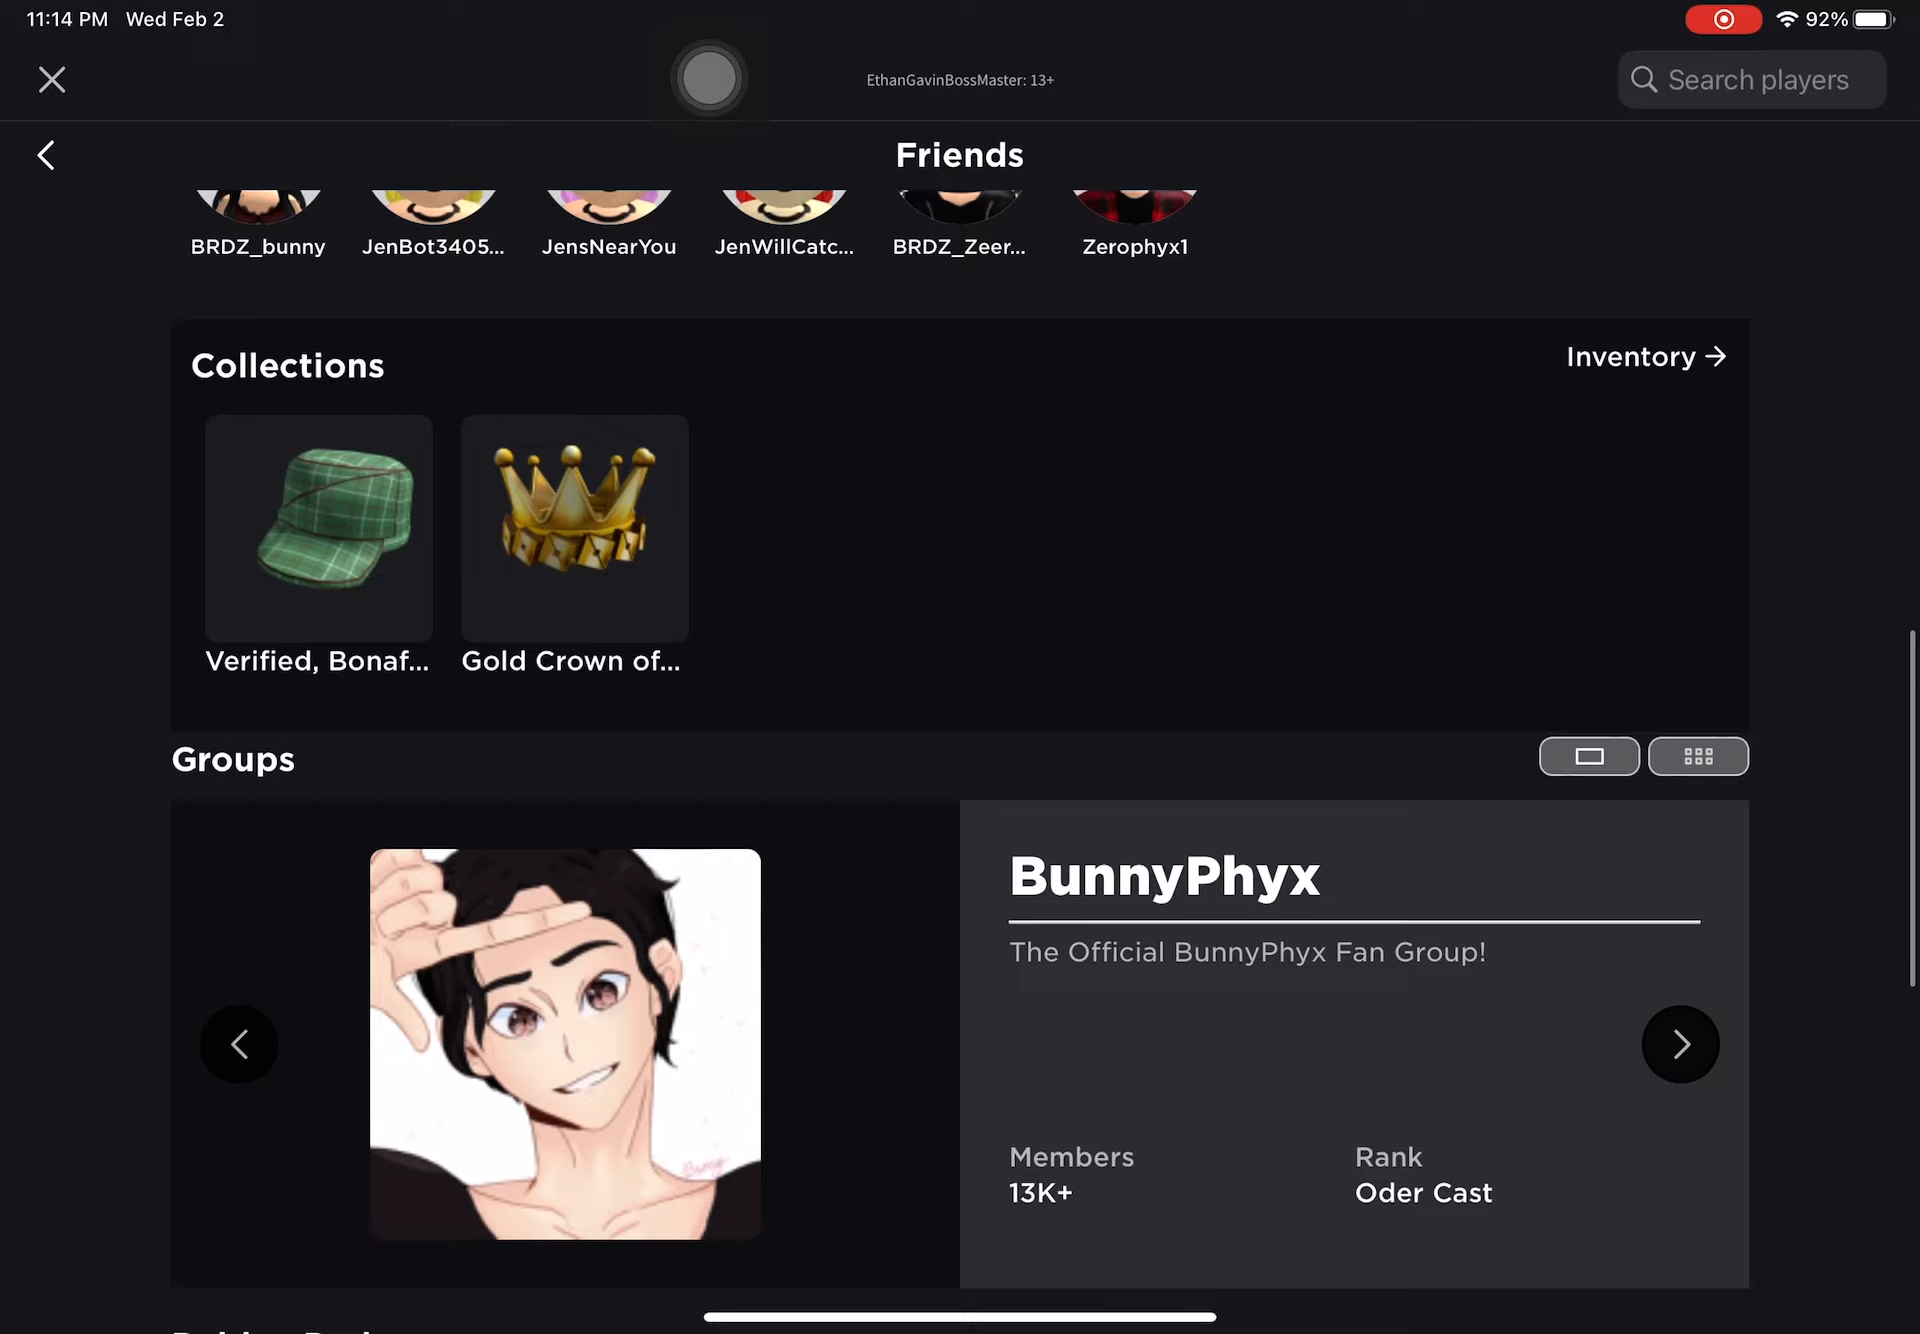 11:14 PM Wed Feb 2
92%
EthanGavinBossMaster: 13+
Search players
Friends
BRDZ_bunny
JenBot3405...
JensNearYou
JenWillCatc...
BRDZ_Zeer...
Zerophyx1
Collections
Inventory →
Verified, Bonaf...
Gold Crown of...
Groups
BunnyPhyx
The Official BunnyPhyx Fan Group!
Members
Rank
13K+
Oder Cast